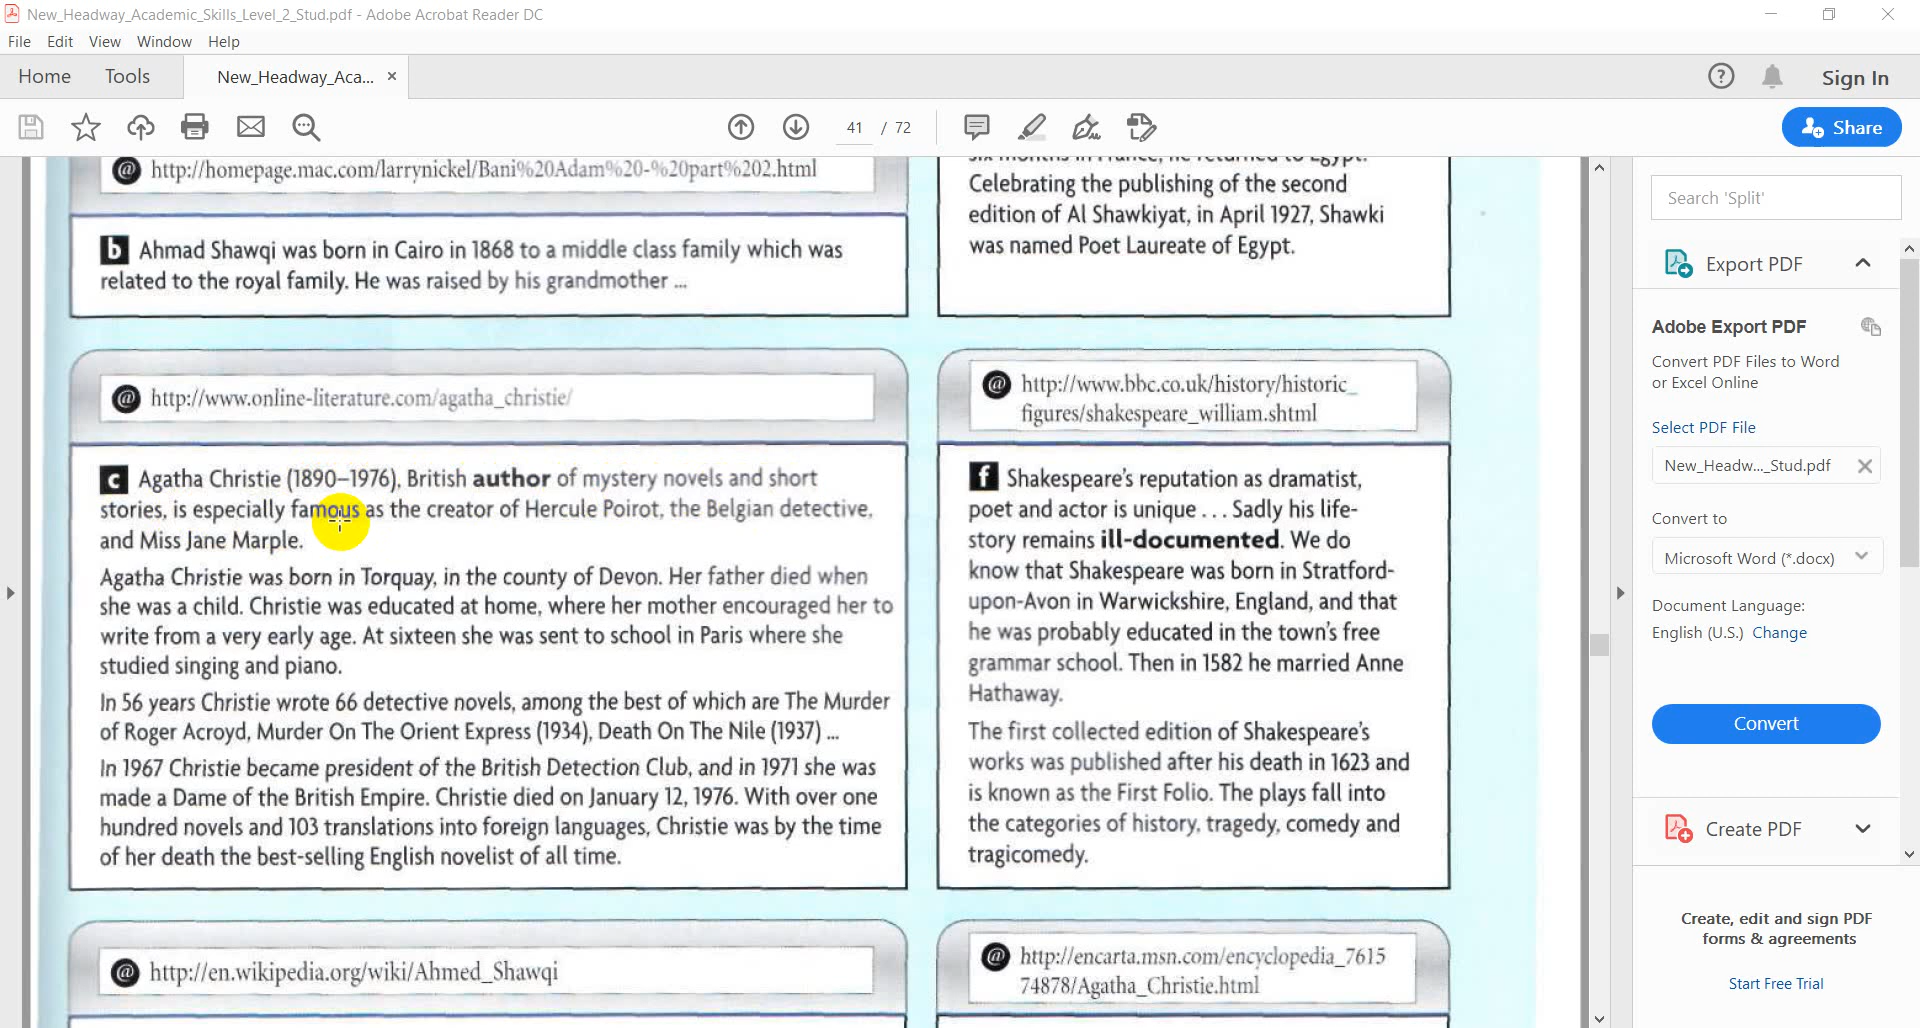 New_Headway_Academic_Skills_Level_2_Stud.pdf - Adobe Acrobat Reader DC
File Edit View Window Help
Home Tools New_Headway_Aca... × Sign In
41 / 72 Share
http://homepage.mac.com/larrynickel/Bani%20Adam%20-%20part%202.html
b Ahmad Shawqi was born in Cairo in 1868 to a middle class family which was
related to the royal family. He was raised by his grandmother ...
six months in France, he returned to Egypt.
Celebrating the publishing of the second
edition of Al Shawkiyat, in April 1927, Shawki
was named Poet Laureate of Egypt.
@ http://www.online-literature.com/agatha_christie/
c Agatha Christie (1890–1976), British author of mystery novels and short
stories, is especially famous as the creator of Hercule Poirot, the Belgian detective,
and Miss Jane Marple.
Agatha Christie was born in Torquay, in the county of Devon. Her father died when
she was a child. Christie was educated at home, where her mother encouraged her to
write from a very early age. At sixteen she was sent to school in Paris where she
studied singing and piano.
In 56 years Christie wrote 66 detective novels, among the best of which are The Murder
of Roger Acroyd, Murder On The Orient Express (1934), Death On The Nile (1937) ...
In 1967 Christie became president of the British Detection Club, and in 1971 she was
made a Dame of the British Empire. Christie died on January 12, 1976. With over one
hundred novels and 103 translations into foreign languages, Christie was by the time
of her death the best-selling English novelist of all time.
@ http://www.bbc.co.uk/history/historic_
figures/shakespeare_william.shtml
f Shakespeare's reputation as dramatist,
poet and actor is unique ... Sadly his life-
story remains ill-documented. We do
know that Shakespeare was born in Stratford-
upon-Avon in Warwickshire, England, and that
he was probably educated in the town's free
grammar school. Then in 1582 he married Anne
Hathaway.
The first collected edition of Shakespeare's
works was published after his death in 1623 and
is known as the First Folio. The plays fall into
the categories of history, tragedy, comedy and
tragicomedy.
@ http://en.wikipedia.org/wiki/Ahmed_Shawqi
@ http://encarta.msn.com/encyclopedia_7615
74878/Agatha_Christie.html
Search 'Split'
Export PDF
Adobe Export PDF
Convert PDF Files to Word
or Excel Online
Select PDF File
New_Headw..._Stud.pdf
Convert to
Microsoft Word (*.docx)
Document Language:
English (U.S.) Change
Convert
Create PDF
Create, edit and sign PDF
forms & agreements
Start Free Trial